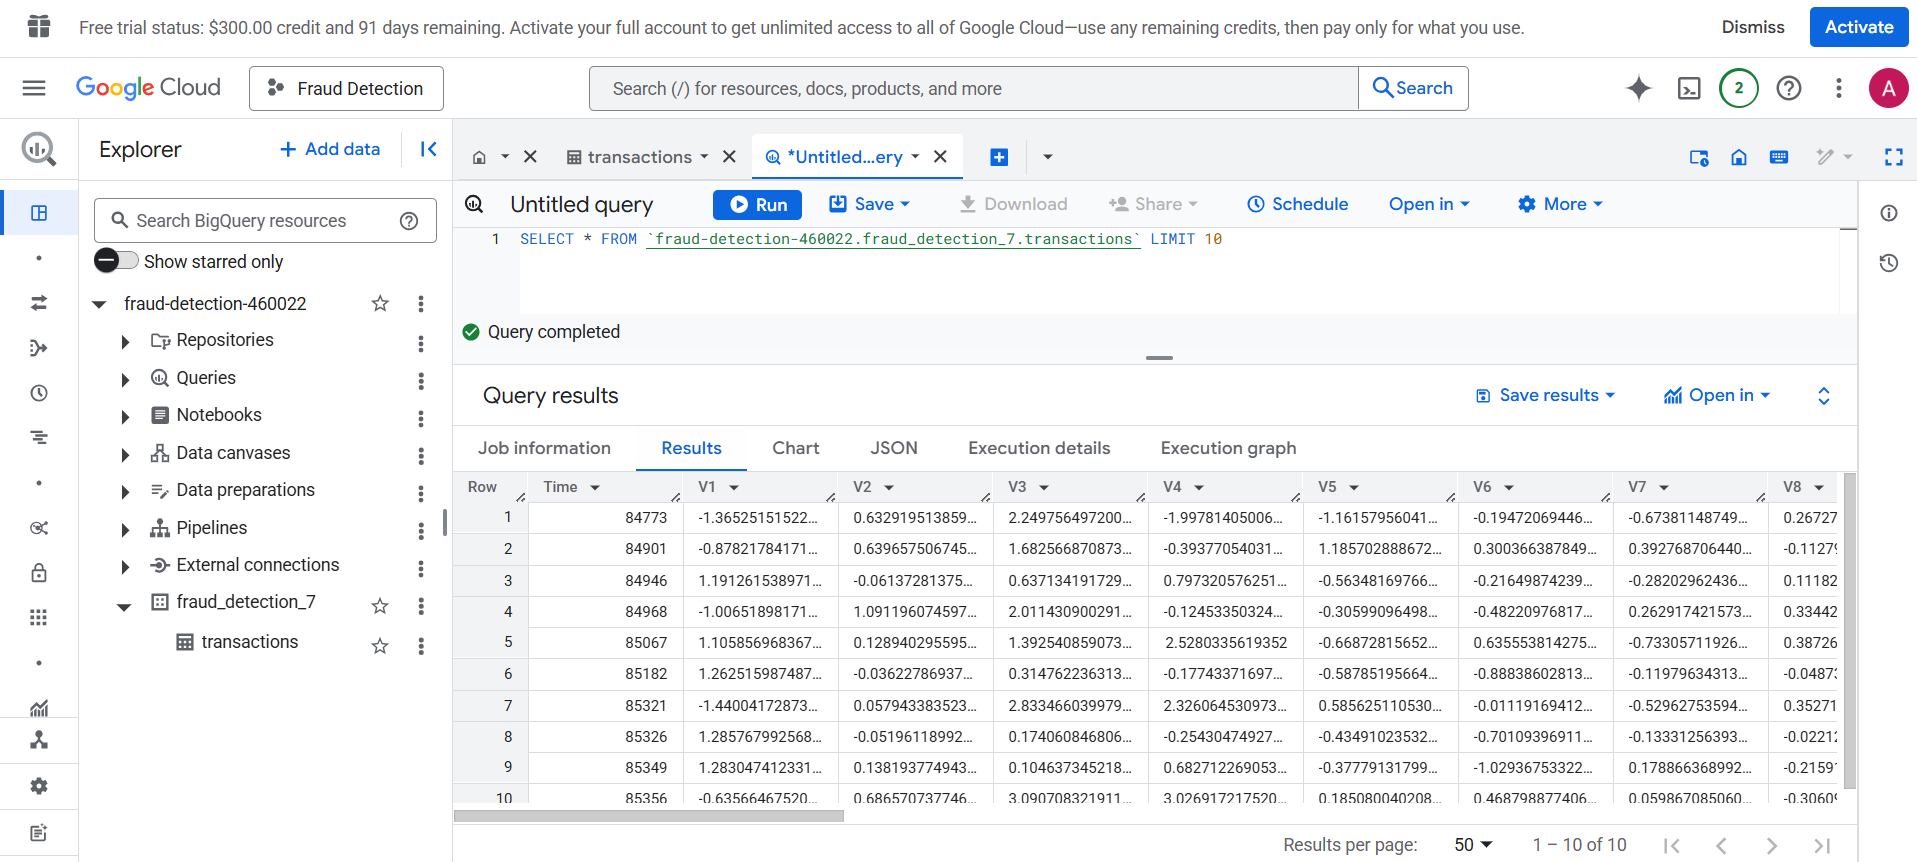 Free trial status: $300.00 credit and 91 days remaining. Activate your full account to get unlimited access to all of Google Cloud—use any remaining credits, then pay only for what you use.
Dismiss
Activate
Google Cloud
Fraud Detection
Search (/) for resources, docs, products, and more
Search
2
A
Explorer
+ Add data
Search BigQuery resources
Show starred only
fraud-detection-460022
Repositories
Queries
Notebooks
Data canvases
Data preparations
Pipelines
External connections
fraud_detection_7
transactions
transactions
*Untitled...ery
Untitled query
Run
Save
Download
Share
Schedule
Open in
More
1 SELECT * FROM `fraud-detection-460022.fraud_detection_7.transactions` LIMIT 10
Query completed
Query results
Save results
Open in
Job information Results Chart JSON Execution details Execution graph
Row Time V1 V2 V3 V4 V5 V6 V7 V8
1 84773 -1.36525151522... 0.632919513859... 2.249756497200... -1.99781405006... -1.16157956041... -0.19472069446... -0.67381148749... 0.26727
2 84901 -0.87821784171... 0.639657506745... 1.682566870873... -0.39377054031... 1.185702888672... 0.300366387849... 0.392768706440... -0.1127
3 84946 1.191261538971... -0.06137281375... 0.637134191729... 0.797320576251... -0.56348169766... -0.21649874239... -0.28202962436... 0.11182
4 84968 -1.00651898171... 1.091196074597... 2.011430900291... -0.12453350324... -0.30599096498... -0.48220976817... 0.262917421573... 0.33442
5 85067 1.105856968367... 0.128940295595... 1.392540859073... 2.5280335619352 -0.66872815652... 0.635553814275... -0.73305711926... 0.38726
6 85182 1.262515987487... -0.03622786937... 0.314762236313... -0.17743371697... -0.58785195664... -0.88838602813... -0.11979634313... -0.0487
7 85321 -1.44004172873... 0.057943383523... 2.833466039979... 2.326064530973... 0.585625110530... -0.01119169412... -0.52962753594... 0.35271
8 85326 1.285767992568... -0.05196118992... 0.174060846806... -0.25430474927... -0.43491023532... -0.70109396911... -0.13331256393... -0.0221
9 85349 1.283047412331... 0.138193774943... 0.104637345218... 0.682712269053... -0.37779131799... -1.02936753322... 0.178866368992... -0.2159
10 85356 -0.63566467520... 0.686570737746... 3.090708321911... 3.026917217520... 0.185080040208... 0.468798877406... 0.059867085060... -0.3060
Results per page: 50 1 – 10 of 10